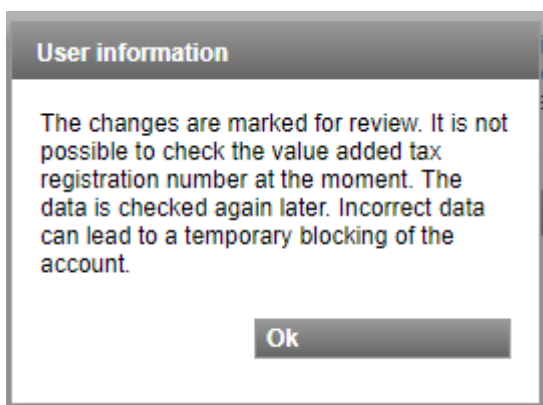 User information
The changes are marked for review. It is not
possible to check the value added tax
registration number at the moment. The
data is checked again later. Incorrect data
can lead to a temporary blocking of the
account.
Ok